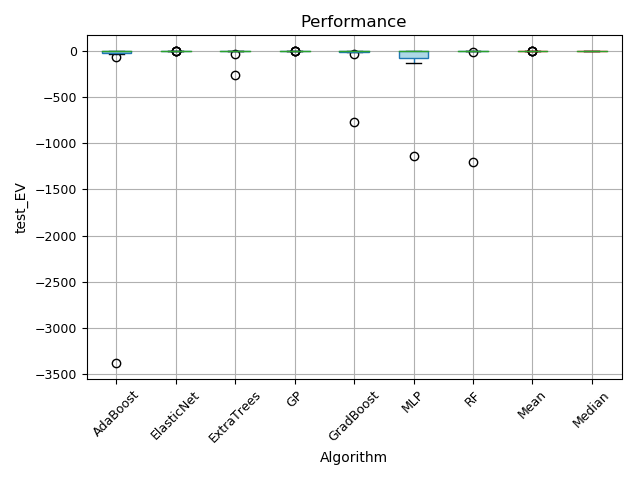 Performance
0
−500
−1000
−1500
−2000
−2500
−3000
−3500
test_EV
AdaBoost
ElasticNet
ExtraTrees
GP
GradBoost
MLP
RF
Mean
Median
Algorithm